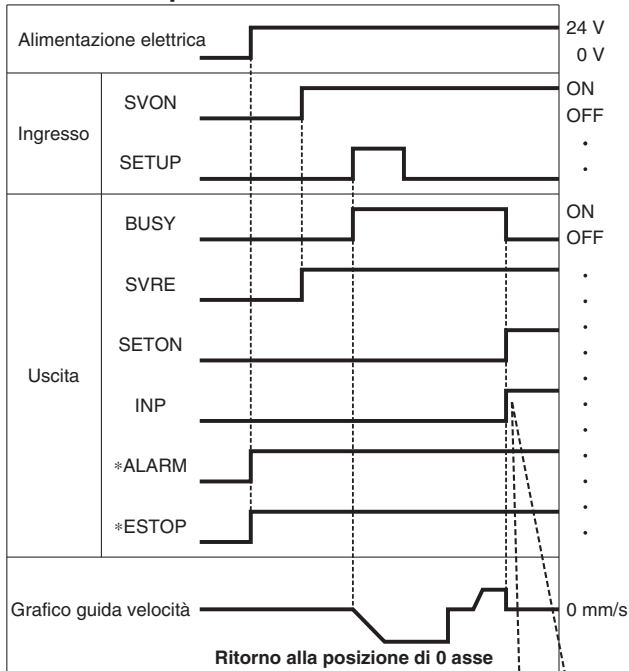 Alimentazione elettrica
24 V
0 V
Ingresso
SVON
ON
OFF
SETUP
Uscita
BUSY
ON
OFF
SVRE
SETON
INP
*ALARM
*ESTOP
Grafico guida velocità
0 mm/s
Ritorno alla posizione di 0 asse